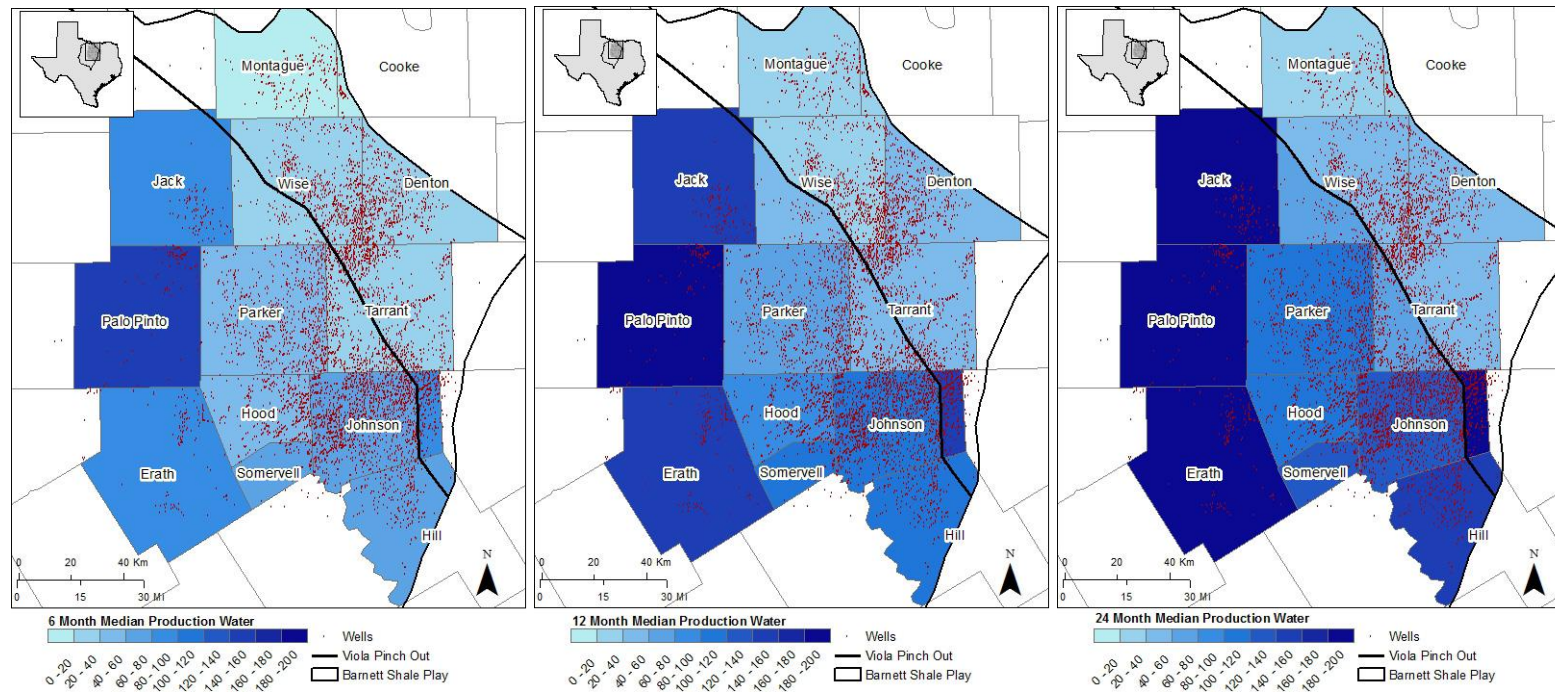 Montague
Cooke
Jack
Wise
Denton
Palo Pinto
Parker
Tarrant
Hood
Johnson
Erath
Somervell
Hill
0 20 40 Km
0 15 30 MI
N
6 Month Median Production Water
0 - 20
20 - 40
40 - 60
60 - 80
80 - 100
100 - 120
120 - 140
140 - 160
160 - 180
180 - 200
Wells
Viola Pinch Out
Barnett Shale Play
Montague
Cooke
Jack
Wise
Denton
Palo Pinto
Parker
Tarrant
Hood
Johnson
Erath
Somervell
Hill
0 20 40 Km
0 15 30 MI
N
12 Month Median Production Water
0 - 20
20 - 40
40 - 60
60 - 80
80 - 100
100 - 120
120 - 140
140 - 160
160 - 180
180 - 200
Wells
Viola Pinch Out
Barnett Shale Play
Montague
Cooke
Jack
Wise
Denton
Palo Pinto
Parker
Tarrant
Hood
Johnson
Erath
Somervell
Hill
0 20 40 Km
0 15 30 MI
N
24 Month Median Production Water
0 - 20
20 - 40
40 - 60
60 - 80
80 - 100
100 - 120
120 - 140
140 - 160
160 - 180
180 - 200
Wells
Viola Pinch Out
Barnett Shale Play